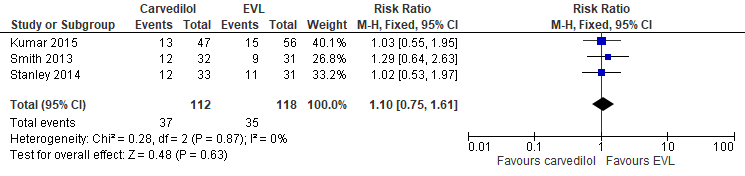 Carvedilol EVL Risk Ratio Risk Ratio
Study or Subgroup Events Total Events Total Weight M-H, Fixed, 95% CI M-H, Fixed, 95% CI
Kumar 2015 13 47 15 56 40.1% 1.03 [0.55, 1.95]
Smith 2013 12 32 9 31 26.8% 1.29 [0.64, 2.63]
Stanley 2014 12 33 11 31 33.2% 1.02 [0.53, 1.97]
Total (95% CI) 112 118 100.0% 1.10 [0.75, 1.61]
Total events 37 35
Heterogeneity: Chi² = 0.28, df = 2 (P = 0.87); I² = 0%
Test for overall effect: Z = 0.48 (P = 0.63)
0.01 0.1 1 10 100
Favours carvedilol Favours EVL